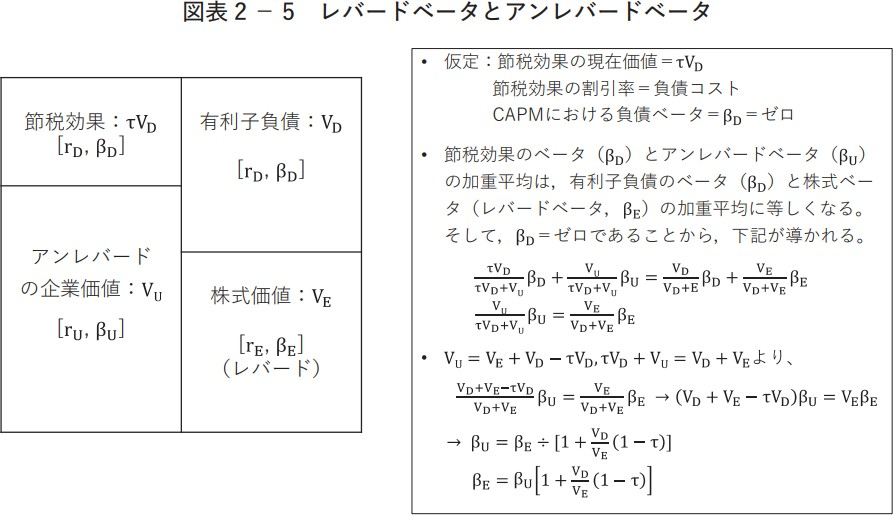 図表２－５　レバードベータとアンレバードベータ
節税効果：τV_D
[r_D, β_D]
アンレバード
の企業価値：V_U
[r_U, β_U]
有利子負債：V_D
[r_D, β_D]
株式価値：V_E
[r_E, β_E]
（レバード）
• 仮定：節税効果の現在価値＝τV_D
節税効果の割引率＝負債コスト
CAPMにおける負債ベータ＝β_D＝ゼロ
• 節税効果のベータ（β_D）とアンレバードベータ（β_U）
の加重平均は，有利子負債のベータ（β_D）と株式ベー
タ（レバードベータ，β_E）の加重平均に等しくなる。
そして，β_D＝ゼロであることから，下記が導かれる。
τV_D/(τV_D+V_U) β_D + V_U/(τV_D+V_U) β_U = V_D/(V_D+E) β_D + V_E/(V_D+V_E) β_E
V_U/(τV_D+V_U) β_U = V_E/(V_D+V_E) β_E
• V_U = V_E + V_D − τV_D, τV_D + V_U = V_D + V_Eより、
(V_D+V_E−τV_D)/(V_D+V_E) β_U = V_E/(V_D+V_E) β_E → (V_D + V_E − τV_D)β_U = V_Eβ_E
→ β_U = β_E ÷ [1 + V_D/V_E (1 − τ)]
β_E = β_U[1 + V_D/V_E (1 − τ)]